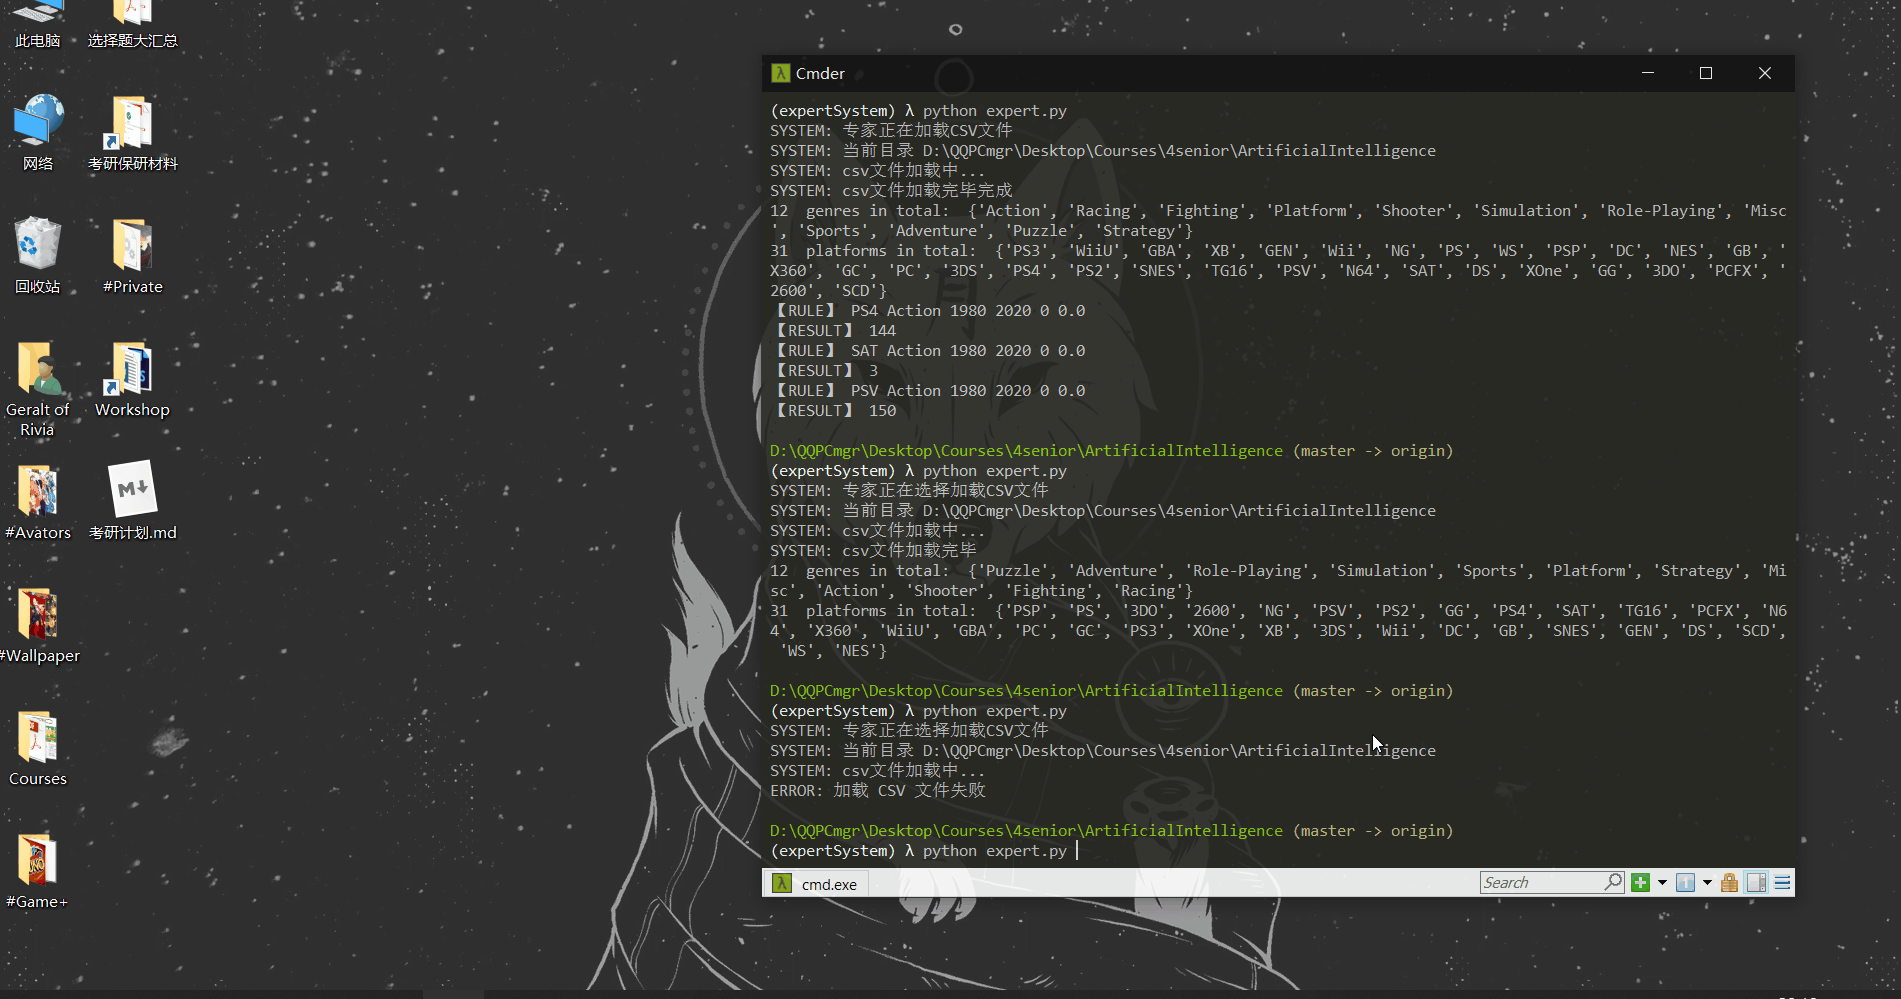 此电脑
选择题大汇总
网络
考研保研材料
回收站
#Private
Geralt of
Rivia
Workshop
#Avators
考研计划.md
#Wallpaper
Courses
#Game+
Cmder
(expertSystem) λ python expert.py
SYSTEM: 专家正在加载CSV文件
SYSTEM: 当前目录 D:\QQPCmgr\Desktop\Courses\4senior\ArtificialIntelligence
SYSTEM: csv文件加载中...
SYSTEM: csv文件加载完毕完成
12  genres in total:  {'Action', 'Racing', 'Fighting', 'Platform', 'Shooter', 'Simulation', 'Role-Playing', 'Misc
', 'Sports', 'Adventure', 'Puzzle', 'Strategy'}
31  platforms in total:  {'PS3', 'WiiU', 'GBA', 'XB', 'GEN', 'Wii', 'NG', 'PS', 'WS', 'PSP', 'DC', 'NES', 'GB', '
X360', 'GC', 'PC', '3DS', 'PS4', 'PS2', 'SNES', 'TG16', 'PSV', 'N64', 'SAT', 'DS', 'XOne', 'GG', '3DO', 'PCFX', '
2600', 'SCD'}
【RULE】 PS4 Action 1980 2020 0 0.0
【RESULT】 144
【RULE】 SAT Action 1980 2020 0 0.0
【RESULT】 3
【RULE】 PSV Action 1980 2020 0 0.0
【RESULT】 150
D:\QQPCmgr\Desktop\Courses\4senior\ArtificialIntelligence (master -> origin)
(expertSystem) λ python expert.py
SYSTEM: 专家正在选择加载CSV文件
SYSTEM: 当前目录 D:\QQPCmgr\Desktop\Courses\4senior\ArtificialIntelligence
SYSTEM: csv文件加载中...
SYSTEM: csv文件加载完毕
12  genres in total:  {'Puzzle', 'Adventure', 'Role-Playing', 'Simulation', 'Sports', 'Platform', 'Strategy', 'Mi
sc', 'Action', 'Shooter', 'Fighting', 'Racing'}
31  platforms in total:  {'PSP', 'PS', '3DO', '2600', 'NG', 'PSV', 'PS2', 'GG', 'PS4', 'SAT', 'TG16', 'PCFX', 'N6
4', 'X360', 'WiiU', 'GBA', 'PC', 'GC', 'PS3', 'XOne', 'XB', '3DS', 'Wii', 'DC', 'GB', 'SNES', 'GEN', 'DS', 'SCD',
 'WS', 'NES'}
D:\QQPCmgr\Desktop\Courses\4senior\ArtificialIntelligence (master -> origin)
(expertSystem) λ python expert.py
SYSTEM: 专家正在选择加载CSV文件
SYSTEM: 当前目录 D:\QQPCmgr\Desktop\Courses\4senior\ArtificialIntelligence
SYSTEM: csv文件加载中...
ERROR: 加载 CSV 文件失败
D:\QQPCmgr\Desktop\Courses\4senior\ArtificialIntelligence (master -> origin)
(expertSystem) λ python expert.py
cmd.exe
Search